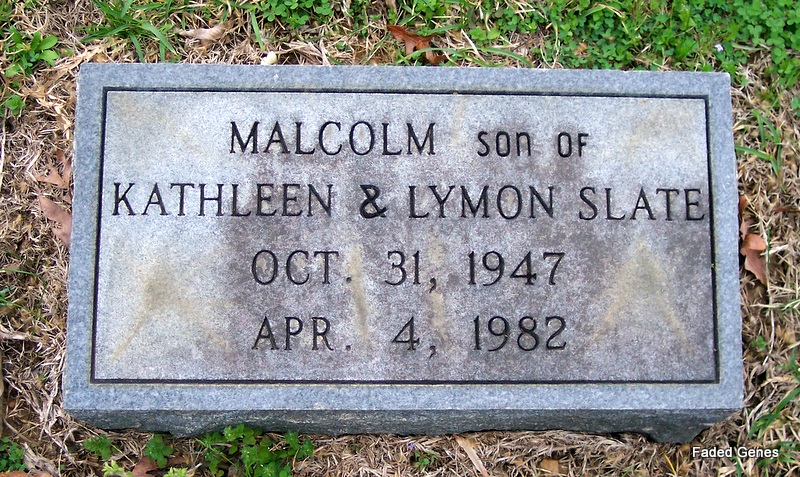 MALCOLM son of
KATHLEEN & LYMON SLATE
OCT. 31, 1947
APR. 4, 1982
Faded Genes